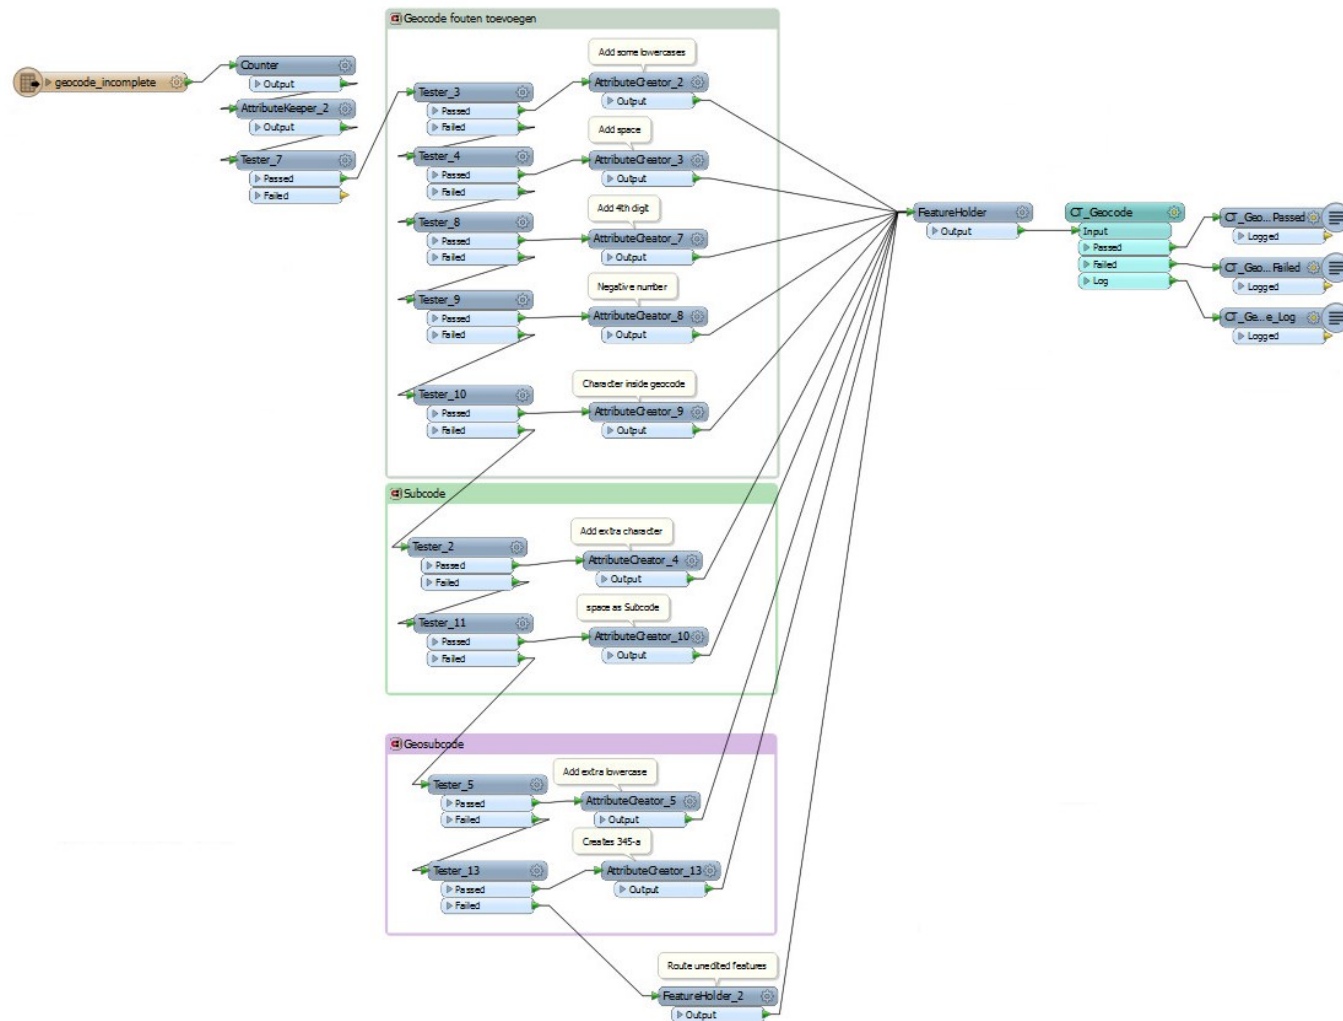 geocode_incomplete
Counter
Output
AttributeKeeper_2
Output
Tester_7
Passed
Failed
Geocode fouten toevoegen
Add some lowercases
Tester_3
Passed
Failed
AttributeCreator_2
Output
Add space
Tester_4
Passed
Failed
AttributeCreator_3
Output
Add 4th digit
Tester_8
Passed
Failed
AttributeCreator_7
Output
Negative number
Tester_9
Passed
Failed
AttributeCreator_8
Output
Character inside geocode
Tester_10
Passed
Failed
AttributeCreator_9
Output
Subcode
Add extra character
Tester_2
Passed
Failed
AttributeCreator_4
Output
space as Subcode
Tester_11
Passed
Failed
AttributeCreator_10
Output
Geosubcode
Add extra lowercase
Tester_5
Passed
Failed
AttributeCreator_5
Output
Creates 345-a
Tester_13
Passed
Failed
AttributeCreator_13
Output
Route unedited features
FeatureHolder_2
Output
FeatureHolder
Output
CT_Geocode
Input
Passed
Failed
Log
CT_Geo...Passed
Logged
CT_Geo...Failed
Logged
CT_Ge...e_Log
Logged